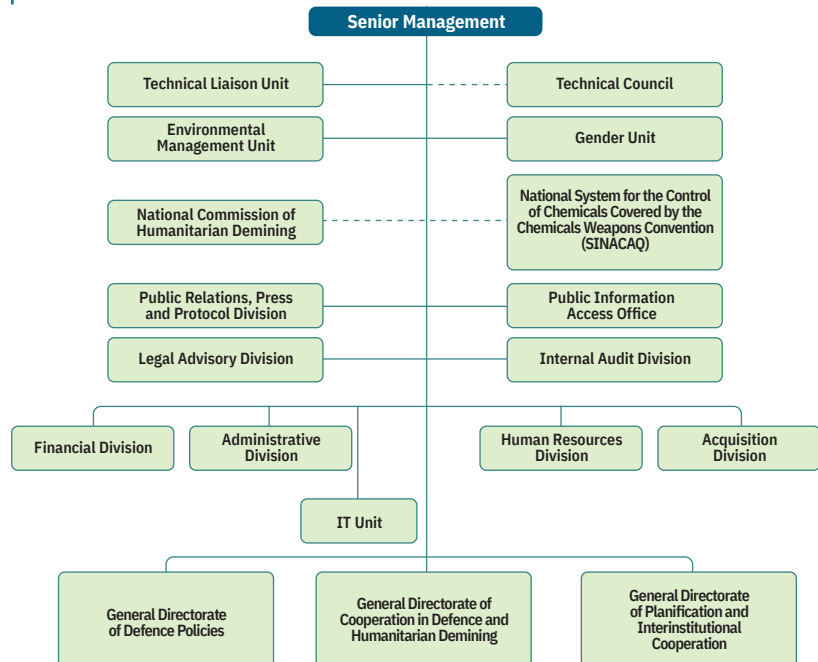 Senior Management
Technical Liaison Unit
Technical Council
Environmental
Management Unit
Gender Unit
National Commission of
Humanitarian Demining
National System for the Control
of Chemicals Covered by the
Chemicals Weapons Convention
(SINACAQ)
Public Relations, Press
and Protocol Division
Public Information
Access Office
Legal Advisory Division
Internal Audit Division
Financial Division
Administrative
Division
Human Resources
Division
Acquisition
Division
IT Unit
General Directorate
of Defence Policies
General Directorate of
Cooperation in Defence and
Humanitarian Demining
General Directorate
of Planification and
Interinstitutional
Cooperation